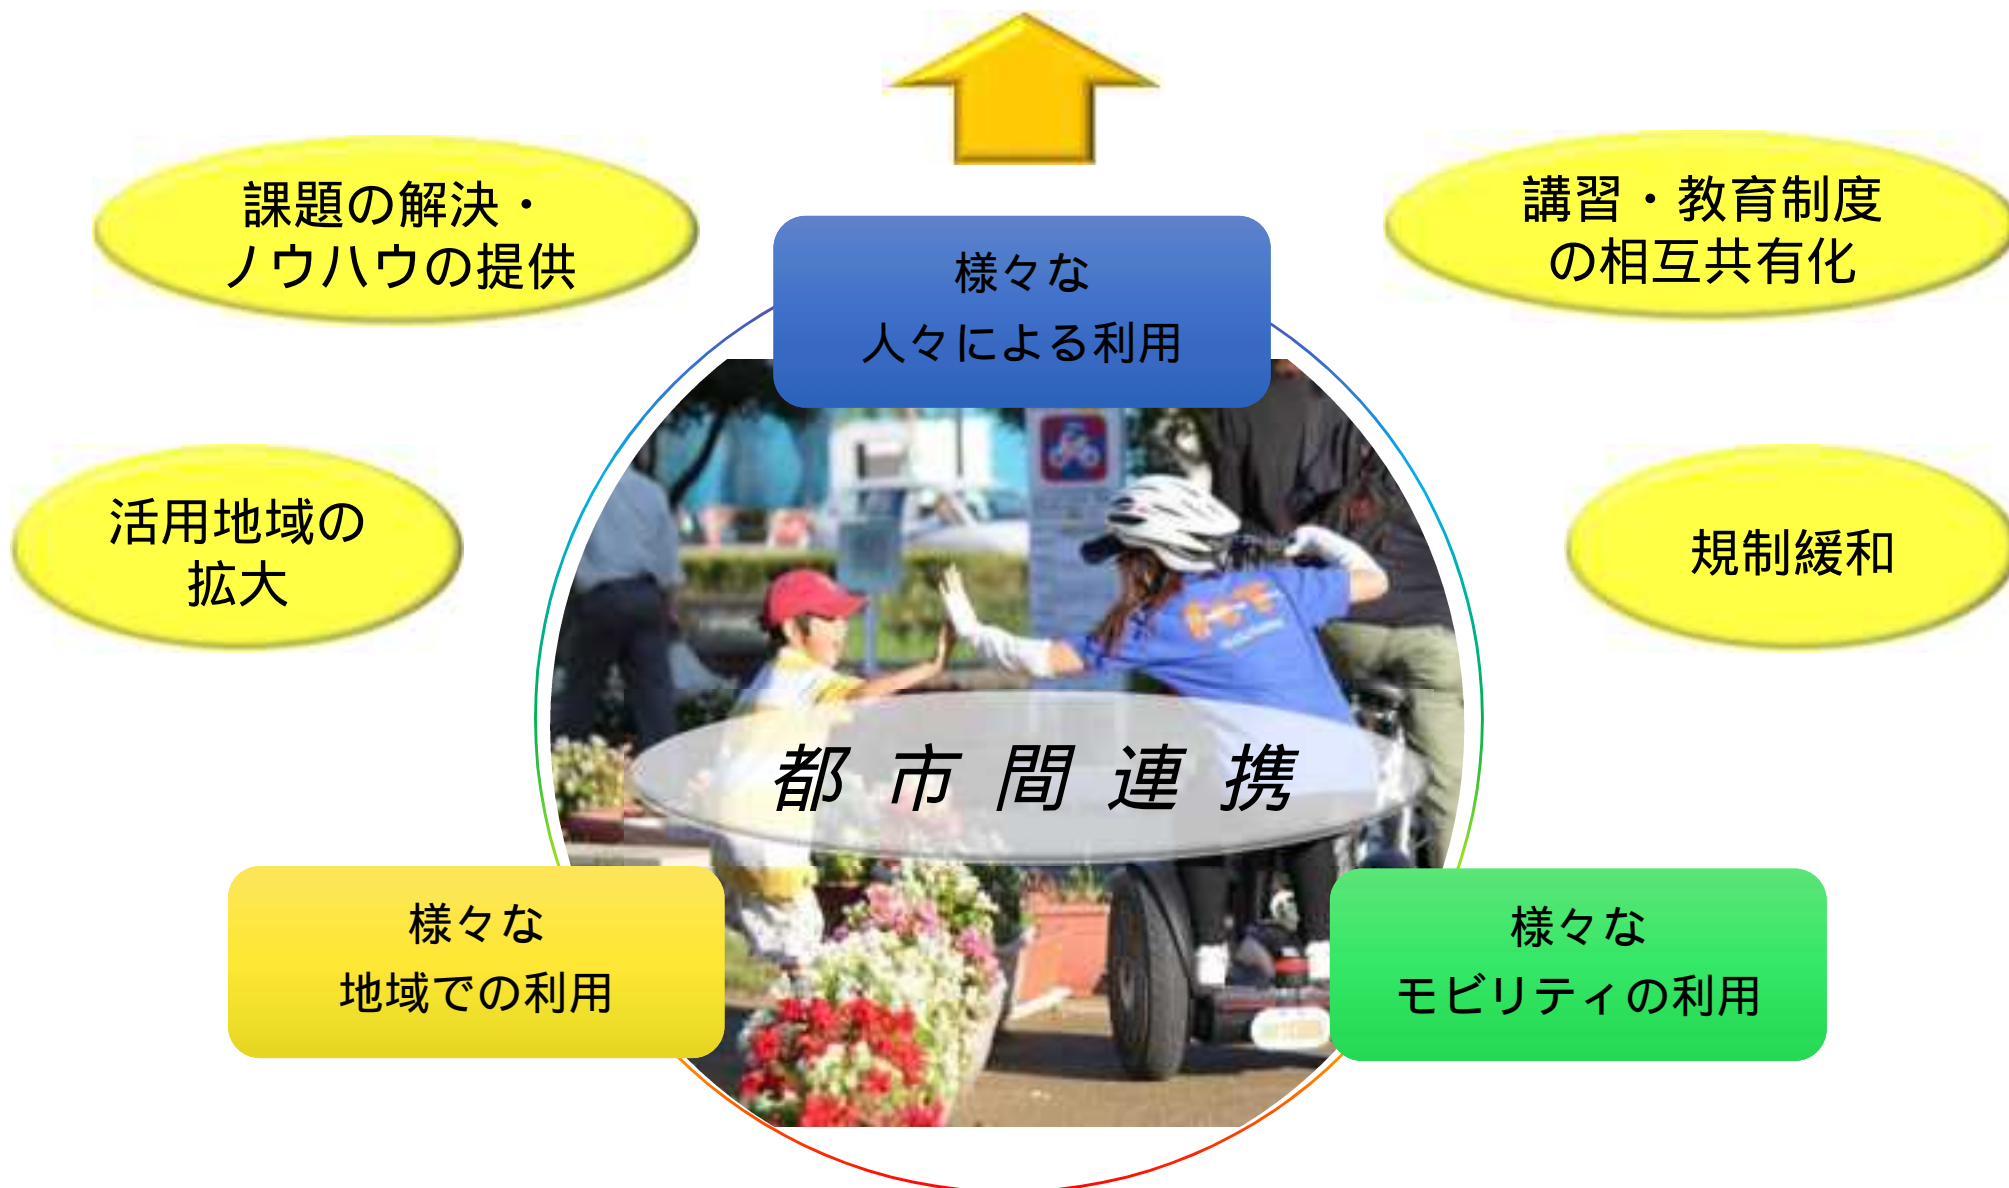 課題の解決・
ノウハウの提供
講習・教育制度
の相互共有化
様々な
人々による利用
活用地域の
拡大
規制緩和
都市間連携
様々な
地域での利用
様々な
モビリティの利用